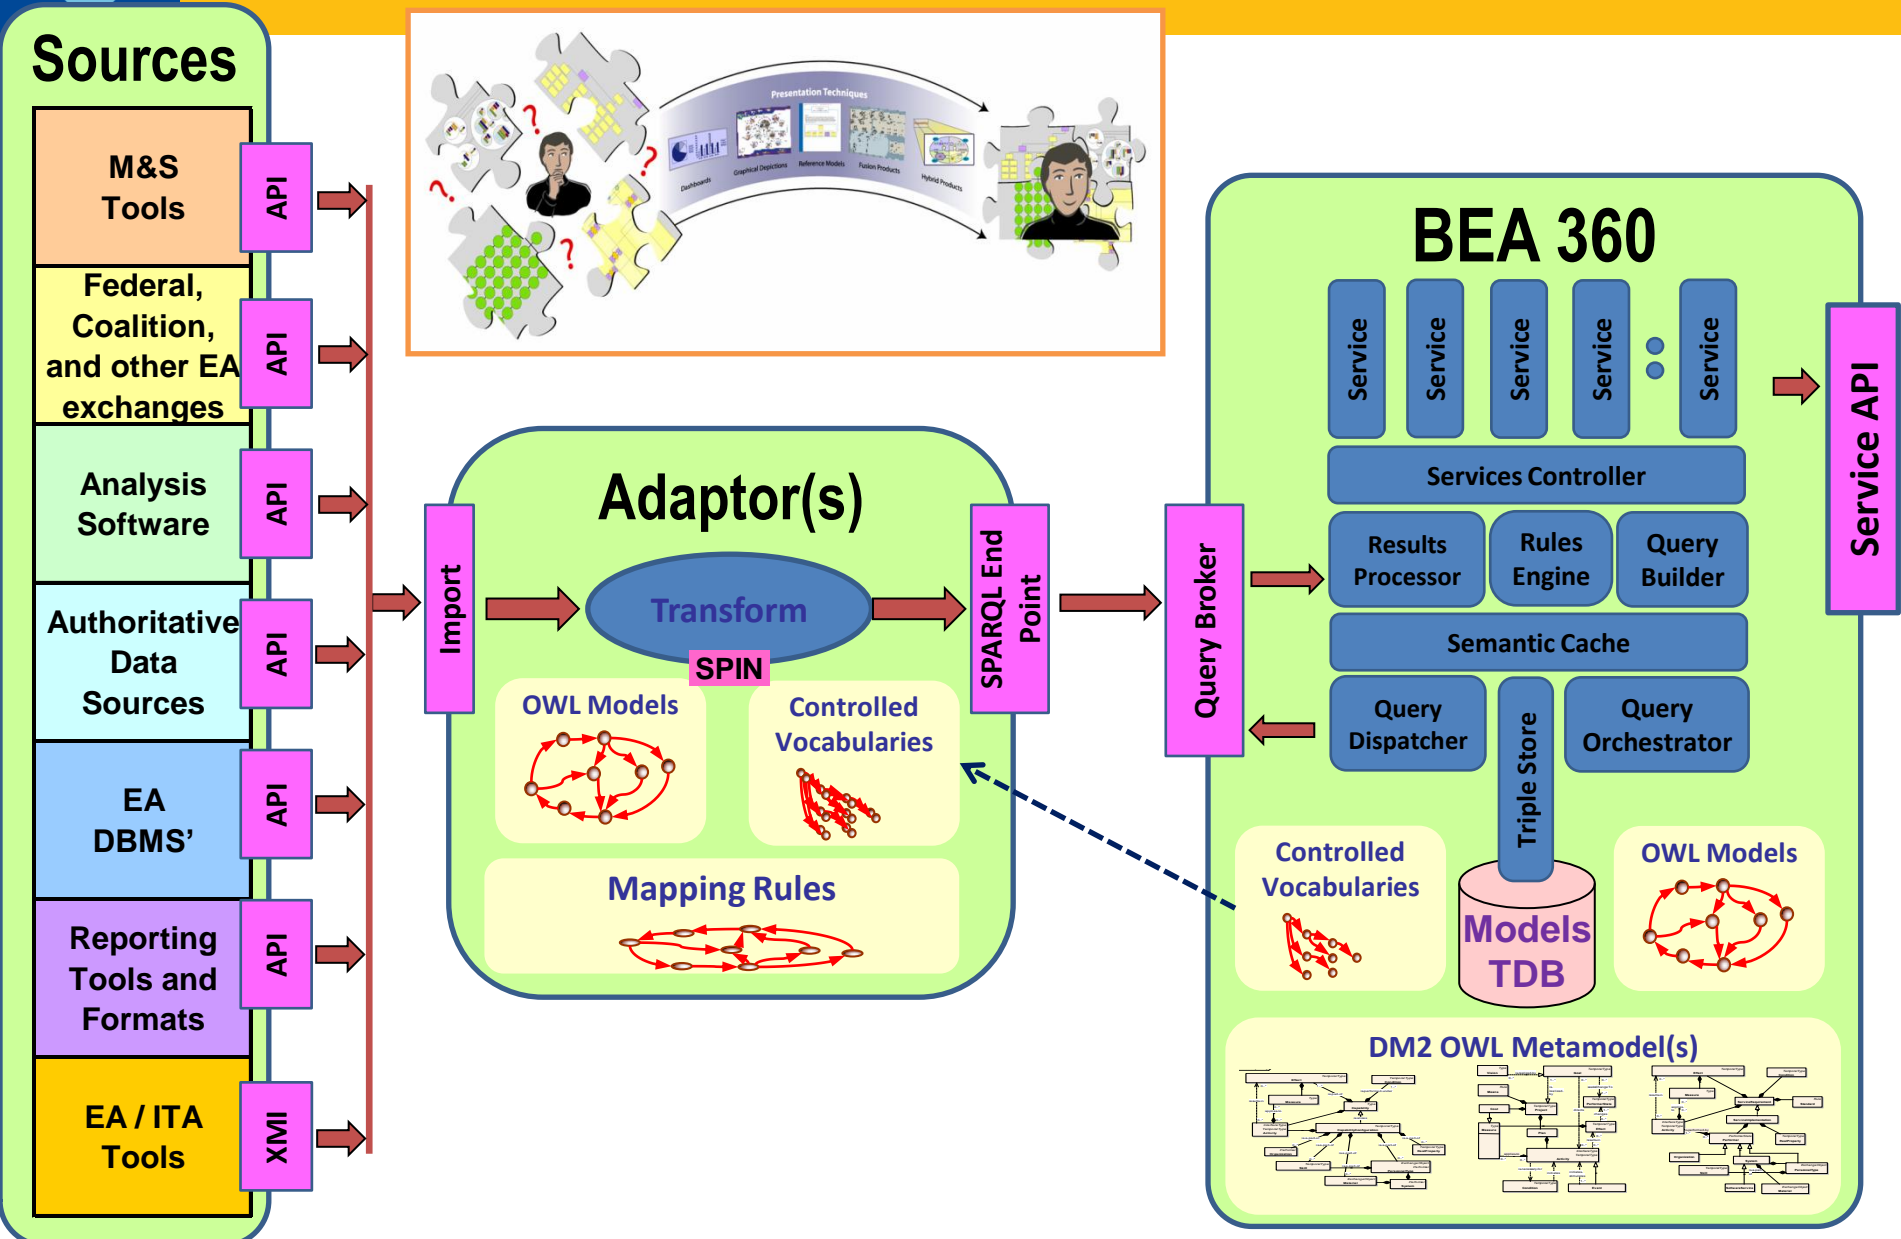 Sources
M&S
Tools
API
Federal,
Coalition,
and other EA
exchanges
API
Analysis
Software
API
Authoritative
Data
Sources
API
EA
DBMS’
API
Reporting
Tools and
Formats
API
EA / ITA
Tools
XMI
?
?
?
?
Presentation Techniques
Dashboards
Graphical Depictions
Reference Models
Fusion Products
Hybrid Products
Adaptor(s)
Import
Transform
SPIN
SPARQL End
Point
OWL Models
Controlled
Vocabularies
Mapping Rules
BEA 360
Query Broker
Service
Service
Service
Service
Service
Service API
Services Controller
Results
Processor
Rules
Engine
Query
Builder
Semantic Cache
Query
Dispatcher
Triple Store
Query
Orchestrator
Controlled
Vocabularies
Models
TDB
OWL Models
DM2 OWL Metamodel(s)